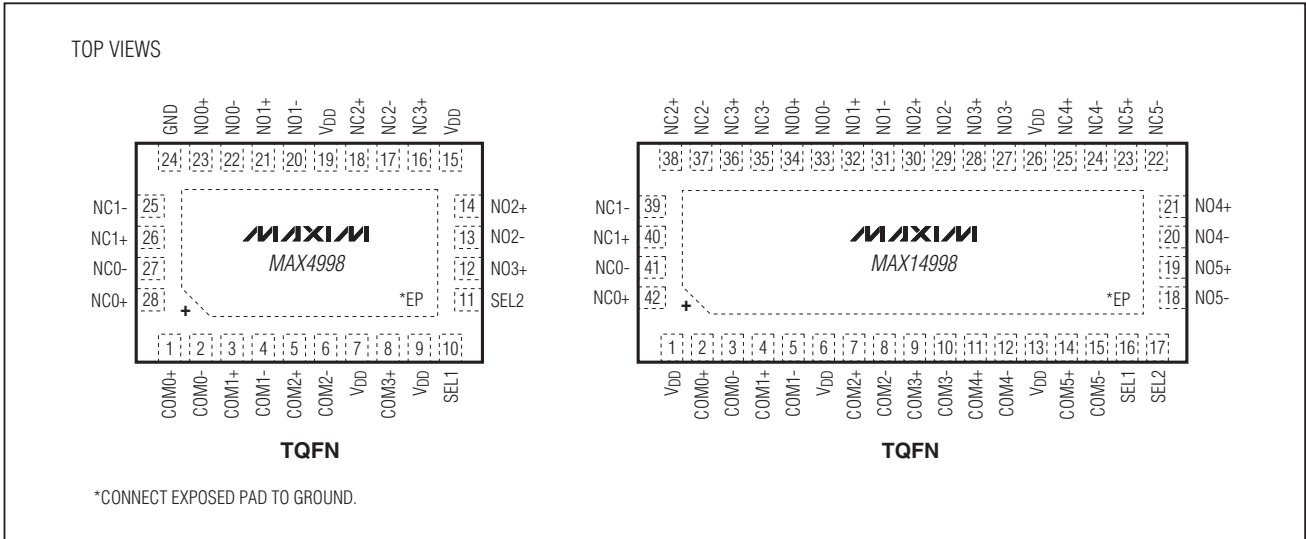 TOP VIEWS
GND NO0+ NO0- NO1+ NO1- VDD NC2+ NC2- NC3+ VDD
24 23 22 21 20 19 18 17 16 15
NC1- 25
NC1+ 26
NC0- 27
NC0+ 28
MAXIM
MAX4998
*EP
+
14 NO2+
13 NO2-
12 NO3+
11 SEL2
1 2 3 4 5 6 7 8 9 10
COM0+ COM0- COM1+ COM1- COM2+ COM2- VDD COM3+ VDD SEL1
TQFN
NC2+ NC2- NC3+ NC3- NO0+ NO0- NO1+ NO1- NO2+ NO2- NO3+ NO3- VDD NC4+ NC4- NC5+ NC5-
38 37 36 35 34 33 32 31 30 29 28 27 26 25 24 23 22
NC1- 39
NC1+ 40
NC0- 41
NC0+ 42
MAXIM
MAX14998
*EP
+
21 NO4+
20 NO4-
19 NO5+
18 NO5-
1 2 3 4 5 6 7 8 9 10 11 12 13 14 15 16 17
VDD COM0+ COM0- COM1+ COM1- VDD COM2+ COM2- COM3+ COM3- COM4+ COM4- VDD COM5+ COM5- SEL1 SEL2
TQFN
*CONNECT EXPOSED PAD TO GROUND.